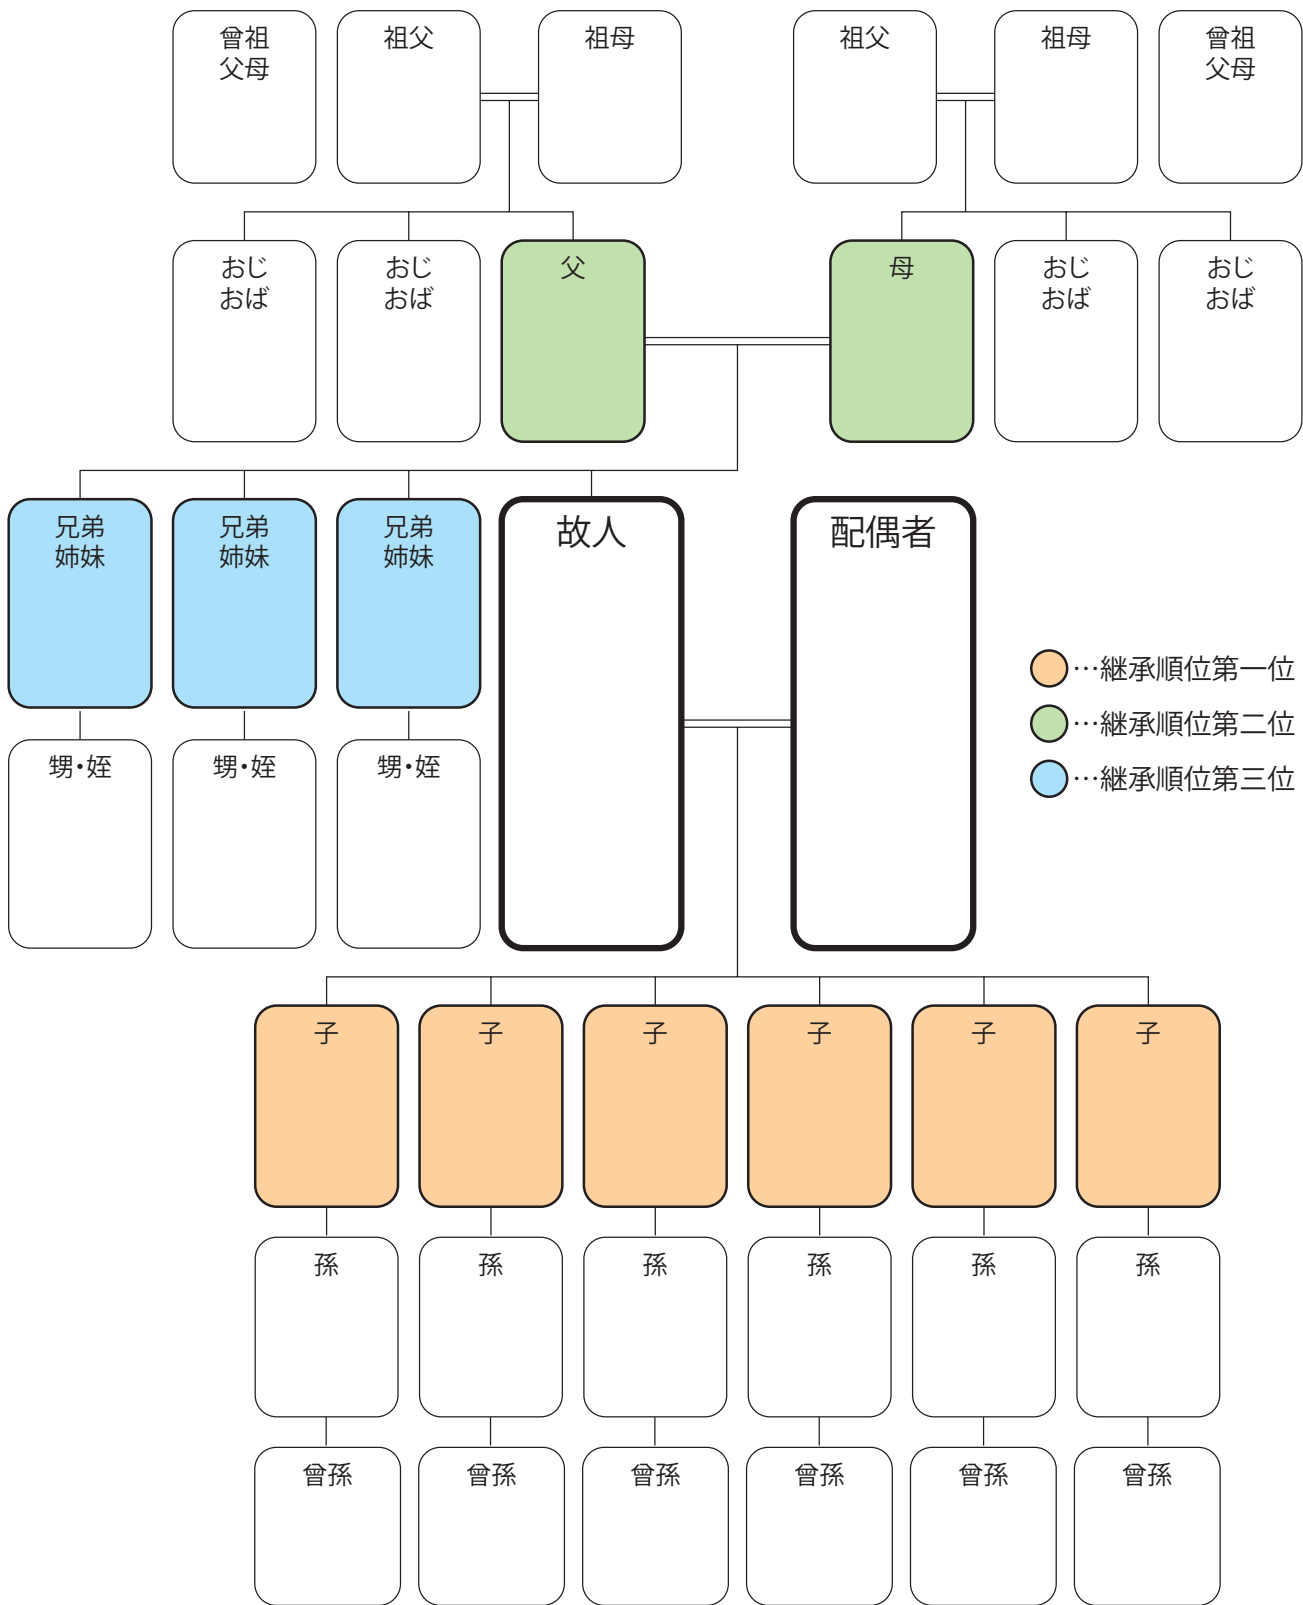 曾祖
父母
祖父
祖母
祖父
祖母
曾祖
父母
おじ
おば
おじ
おば
父
母
おじ
おば
おじ
おば
兄弟
姉妹
兄弟
姉妹
兄弟
姉妹
故人
配偶者
…継承順位第一位
…継承順位第二位
…継承順位第三位
甥・姪
甥・姪
甥・姪
子
子
子
子
子
子
孫
孫
孫
孫
孫
孫
曾孫
曾孫
曾孫
曾孫
曾孫
曾孫